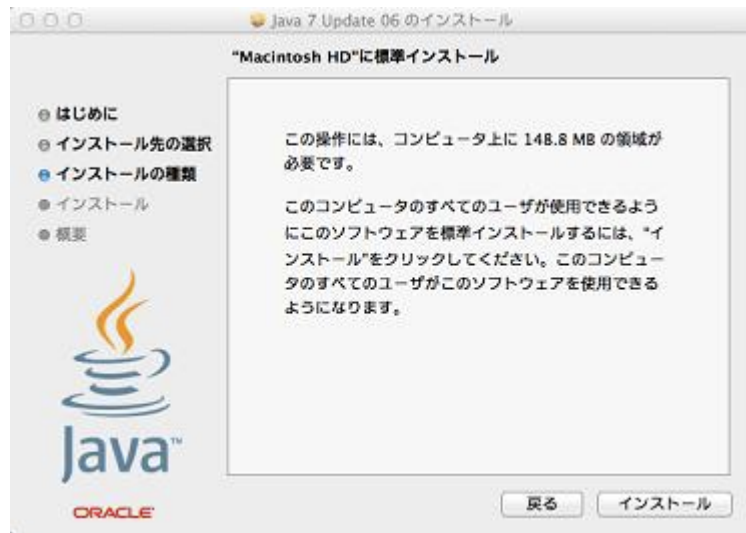 Java 7 Update 06 のインストール
"Macintosh HD"に標準インストール
はじめに
インストール先の選択
インストールの種類
インストール
概要
この操作には、コンピュータ上に 148.8 MB の領域が
必要です。
このコンピュータのすべてのユーザが使用できるよう
にこのソフトウェアを標準インストールするには、"イ
ンストール"をクリックしてください。このコンピュー
タのすべてのユーザがこのソフトウェアを使用できる
ようになります。
Java™
ORACLE
戻る
インストール